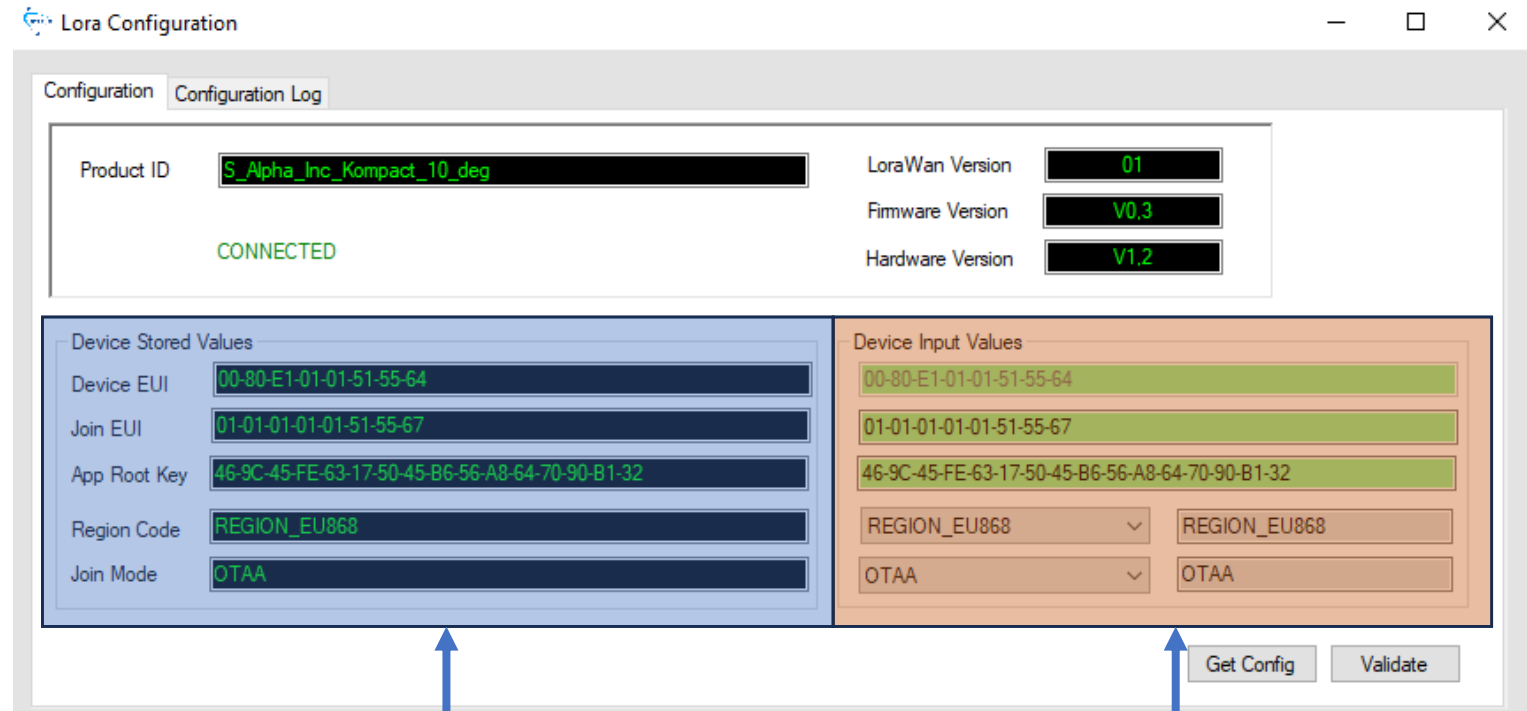 Lora Configuration
Configuration
Configuration Log
Product ID
S_Alpha_Inc_Kompact_10_deg
CONNECTED
LoraWan Version
01
Firmware Version
V0,3
Hardware Version
V1,2
Device Stored Values
Device EUI
00-80-E1-01-01-51-55-64
Join EUI
01-01-01-01-01-51-55-67
App Root Key
46-9C-45-FE-63-17-50-45-B6-56-A8-64-70-90-B1-32
Region Code
REGION_EU868
Join Mode
OTAA
Device Input Values
00-80-E1-01-01-51-55-64
01-01-01-01-01-51-55-67
46-9C-45-FE-63-17-50-45-B6-56-A8-64-70-90-B1-32
REGION_EU868
REGION_EU868
OTAA
OTAA
Get Config
Validate